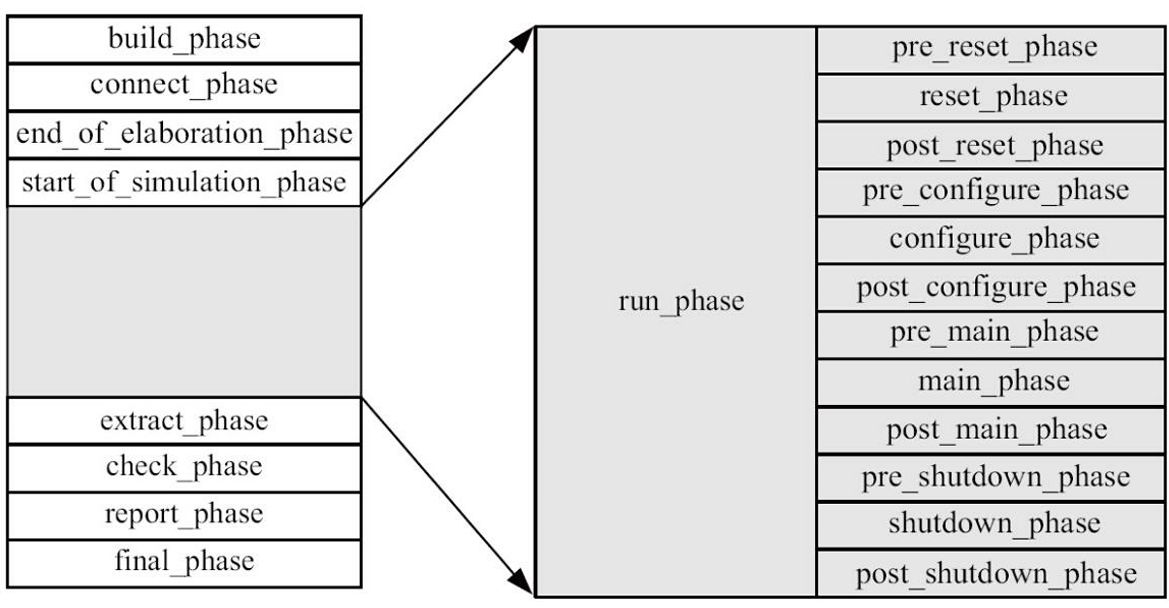 build_phase
connect_phase
end_of_elaboration_phase
start_of_simulation_phase
extract_phase
check_phase
report_phase
final_phase
run_phase
pre_reset_phase
reset_phase
post_reset_phase
pre_configure_phase
configure_phase
post_configure_phase
pre_main_phase
main_phase
post_main_phase
pre_shutdown_phase
shutdown_phase
post_shutdown_phase